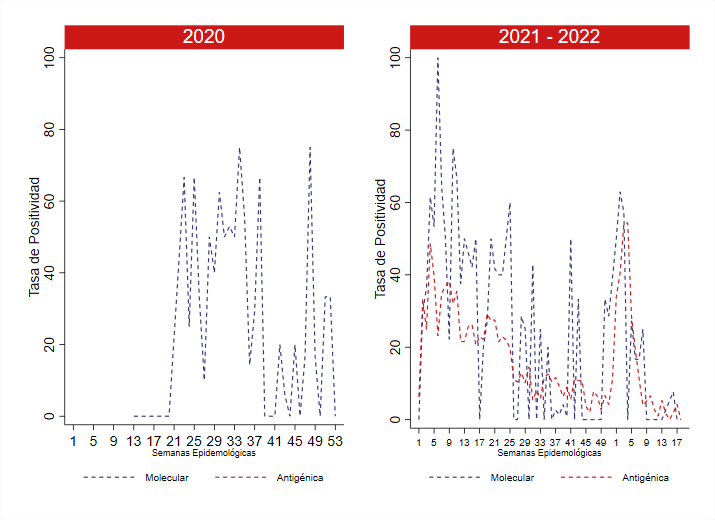 2020
Tasa de Positividad
100
80
60
40
20
0
1 5 9 13 17 21 25 29 33 37 41 45 49 53
Semanas Epidemológicas
Molecular Antigénica
2021 - 2022
Tasa de Positividad
100
80
60
40
20
0
1 5 9 13 17 21 25 29 33 37 41 45 49 1 5 9 13 17
Semanas Epidemológicas
Molecular Antigénica